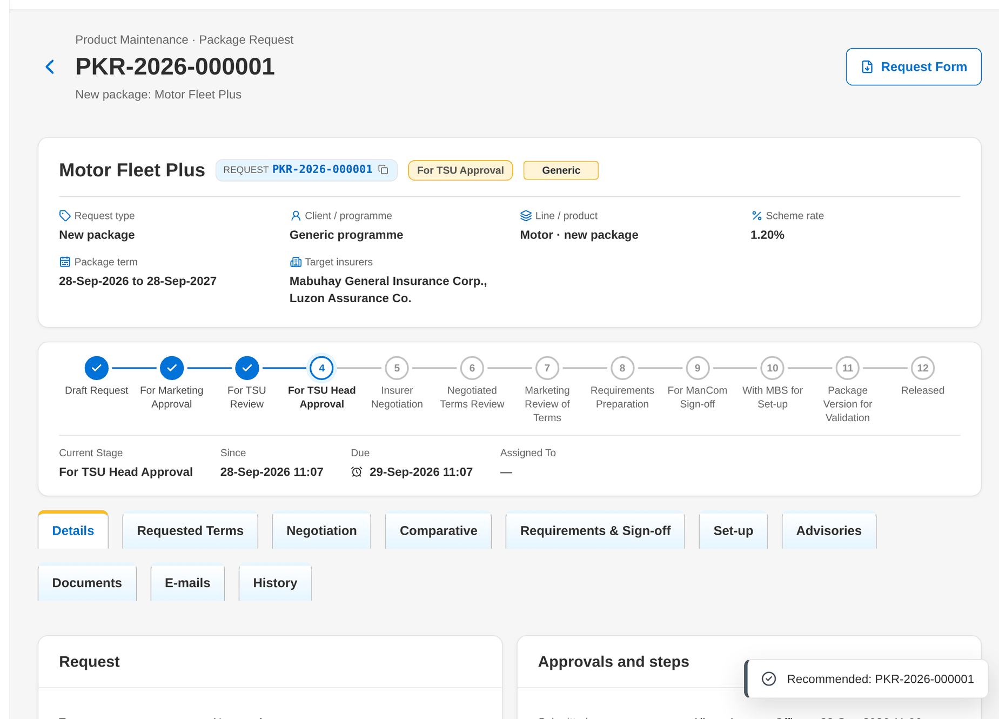 Product Maintenance · Package Request
PKR-2026-000001
New package: Motor Fleet Plus
Request Form
Motor Fleet Plus
REQUEST PKR-2026-000001
For TSU Approval
Generic
Request type
New package
Client / programme
Generic programme
Line / product
Motor · new package
Scheme rate
1.20%
Package term
28-Sep-2026 to 28-Sep-2027
Target insurers
Mabuhay General Insurance Corp.,
Luzon Assurance Co.
Draft Request
For Marketing
Approval
For TSU
Review
4
For TSU Head
Approval
5
Insurer
Negotiation
6
Negotiated
Terms Review
7
Marketing
Review of
Terms
8
Requirements
Preparation
9
For ManCom
Sign-off
10
With MBS for
Set-up
11
Package
Version for
Validation
12
Released
Current Stage
For TSU Head Approval
Since
28-Sep-2026 11:07
Due
29-Sep-2026 11:07
Assigned To
—
Details
Requested Terms
Negotiation
Comparative
Requirements & Sign-off
Set-up
Advisories
Documents
E-mails
History
Request
Approvals and steps
Recommended: PKR-2026-000001